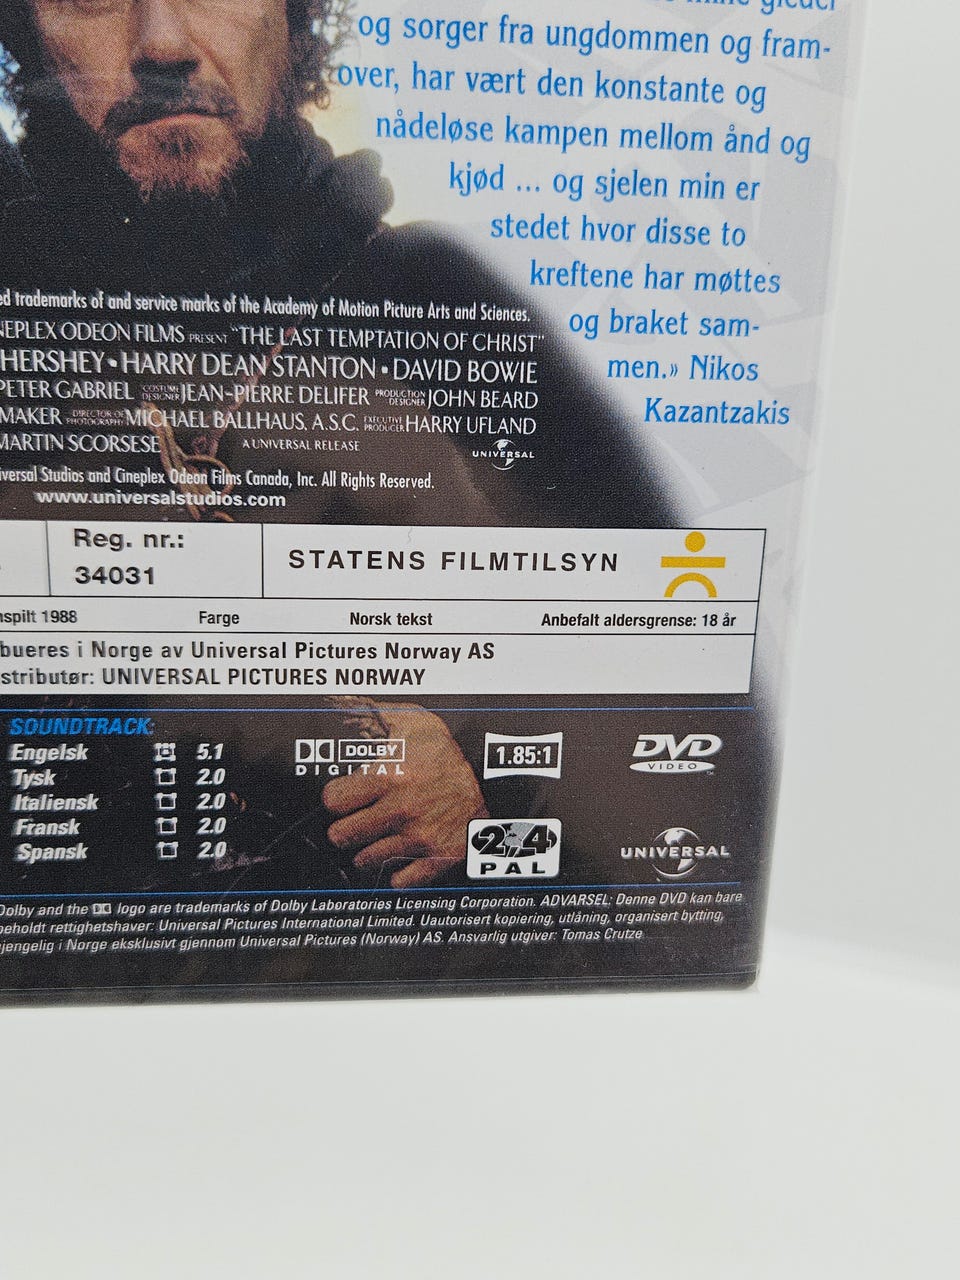 og sorger fra ungdommen og fram-
over, har vært den konstante og
nådeløse kampen mellom ånd og
kjød ... og sjelen min er
stedet hvor disse to
kreftene har møttes
og braket sam-
men.» Nikos
Kazantzakis
trademarks of and service marks of the Academy of Motion Picture Arts and Sciences.
ODEON FILMS PRESENT "THE LAST TEMPTATION OF CHRIST"
HERSHEY • HARRY DEAN STANTON • DAVID BOWIE
PETER GABRIEL COSTUME DESIGNER JEAN-PIERRE DELIFER PRODUCTION DESIGNER JOHN BEARD
MAKER DIRECTOR OF PHOTOGRAPHY MICHAEL BALLHAUS, A.S.C. EXECUTIVE PRODUCER HARRY UFLAND
MARTIN SCORSESE A UNIVERSAL RELEASE UNIVERSAL
versal Studios and Cineplex Odeon Films Canada, Inc. All Rights Reserved.
www.universalstudios.com
Reg. nr.:
34031
STATENS FILMTILSYN
nspilt 1988 Farge Norsk tekst Anbefalt aldersgrense: 18 år
bueres i Norge av Universal Pictures Norway AS
stributør: UNIVERSAL PICTURES NORWAY
SOUNDTRACK:
Engelsk 5.1
Tysk 2.0
Italiensk 2.0
Fransk 2.0
Spansk 2.0
DOLBY
DIGITAL
1.85:1
DVD
VIDEO
2,4
PAL
UNIVERSAL
Dolby and the logo are trademarks of Dolby Laboratories Licensing Corporation. ADVARSEL: Denne DVD kan bare
beholdt rettighetshaver: Universal Pictures International Limited. Uautorisert kopiering, utlåning, organisert bytting,
jengelig i Norge eksklusivt gjennom Universal Pictures (Norway) AS. Ansvarlig utgiver: Tomas Crutze